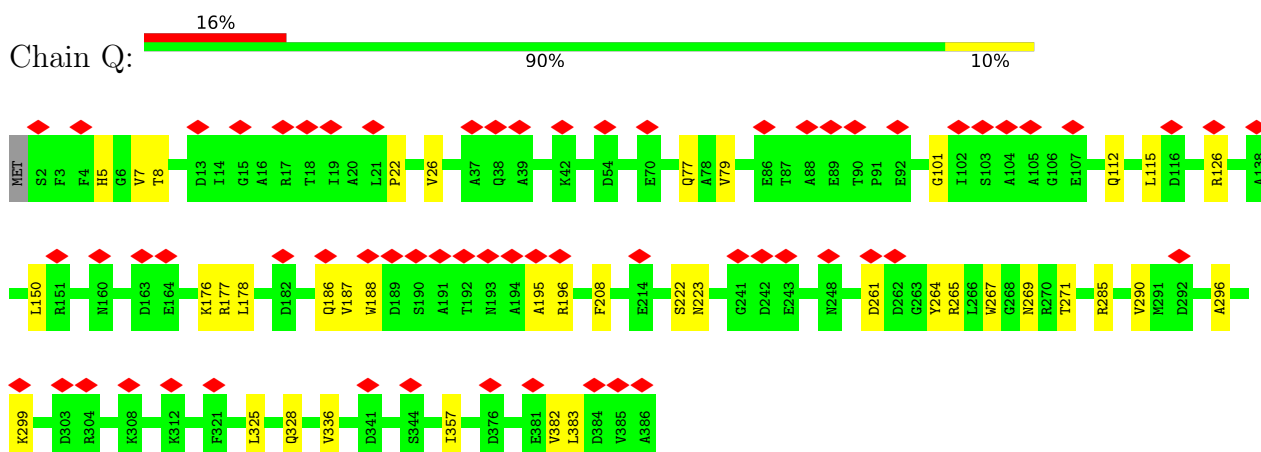 16%
Chain Q:
90% 10%
MET S2 F3 F4 H5 G6 V7 T8 D13 I14 G15 A16 R17 T18 I19 A20 L21 P22 V26 A37 Q38 A39 K42 D54 E70 Q77 A78 V79 E86 T87 A88 E89 T90 P91 E92 G101 I102 S103 A104 A105 G106 E107 Q112 L115 D116 R126 A138
L150 R151 N160 D163 E164 K176 R177 L178 D182 Q186 V187 W188 D189 S190 A191 T192 N193 A194 A195 R196 F208 E214 S222 N223 G241 D242 E243 N248 D261 D262 G263 Y264 R265 L266 W267 G268 N269 R270 T271 R285 V290 M291 D292 A296
K299 D303 R304 K308 K312 F321 L325 Q328 V336 D341 S344 I357 D376 E381 V382 L383 D384 V385 A386